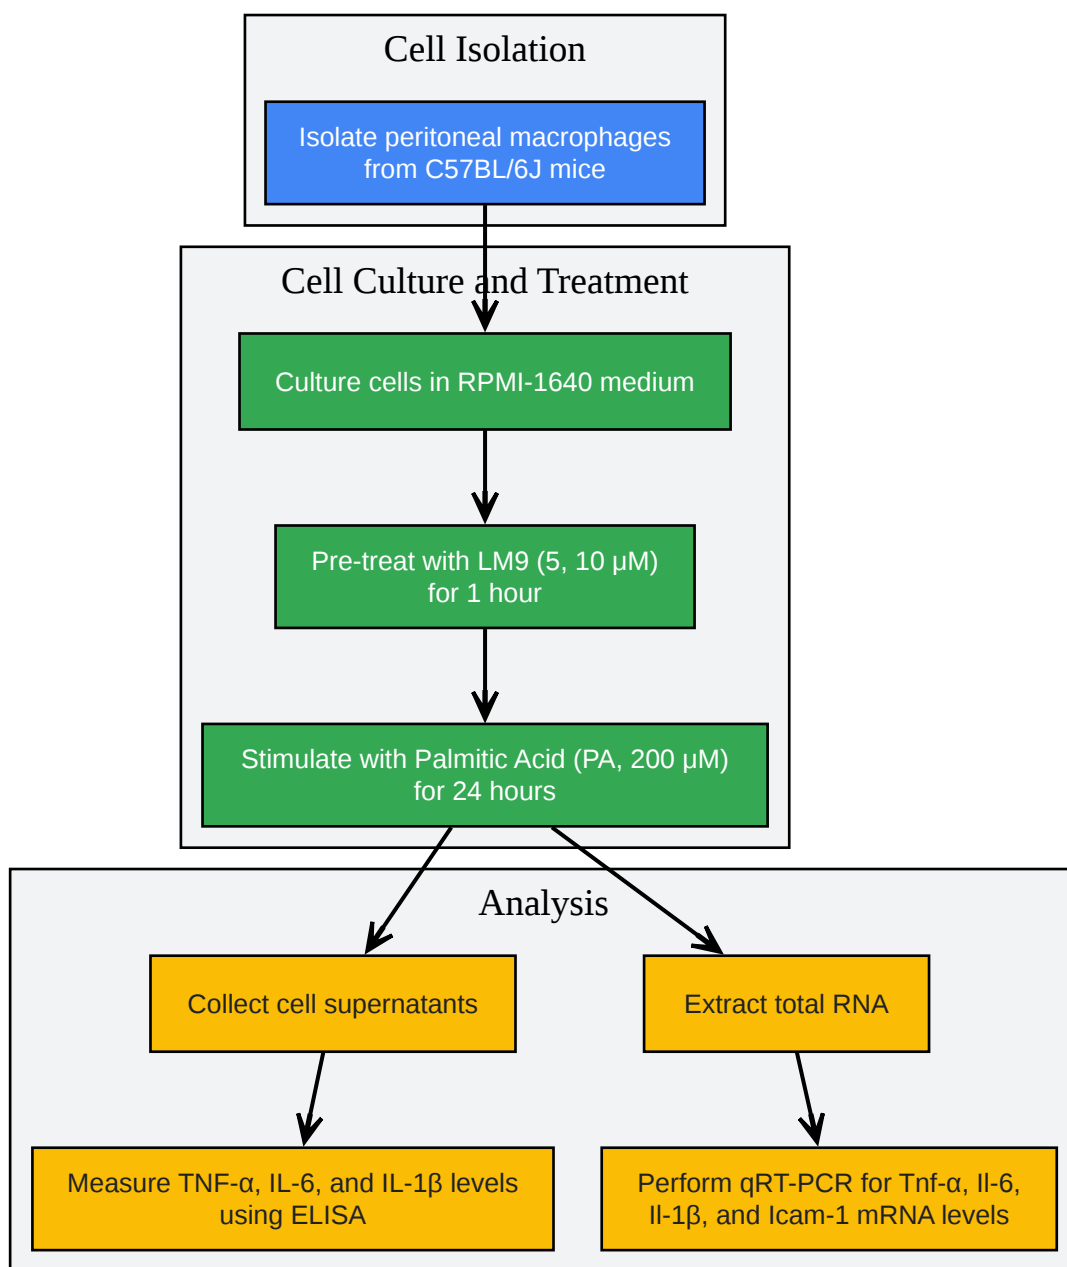 Cell Isolation
Isolate peritoneal macrophages
from C57BL/6J mice
Cell Culture and Treatment
Culture cells in RPMI-1640 medium
Pre-treat with LM9 (5, 10 μM)
for 1 hour
Stimulate with Palmitic Acid (PA, 200 μM)
for 24 hours
Analysis
Collect cell supernatants
Extract total RNA
Measure TNF-α, IL-6, and IL-1β levels
using ELISA
Perform qRT-PCR for Tnf-α, Il-6,
Il-1β, and Icam-1 mRNA levels